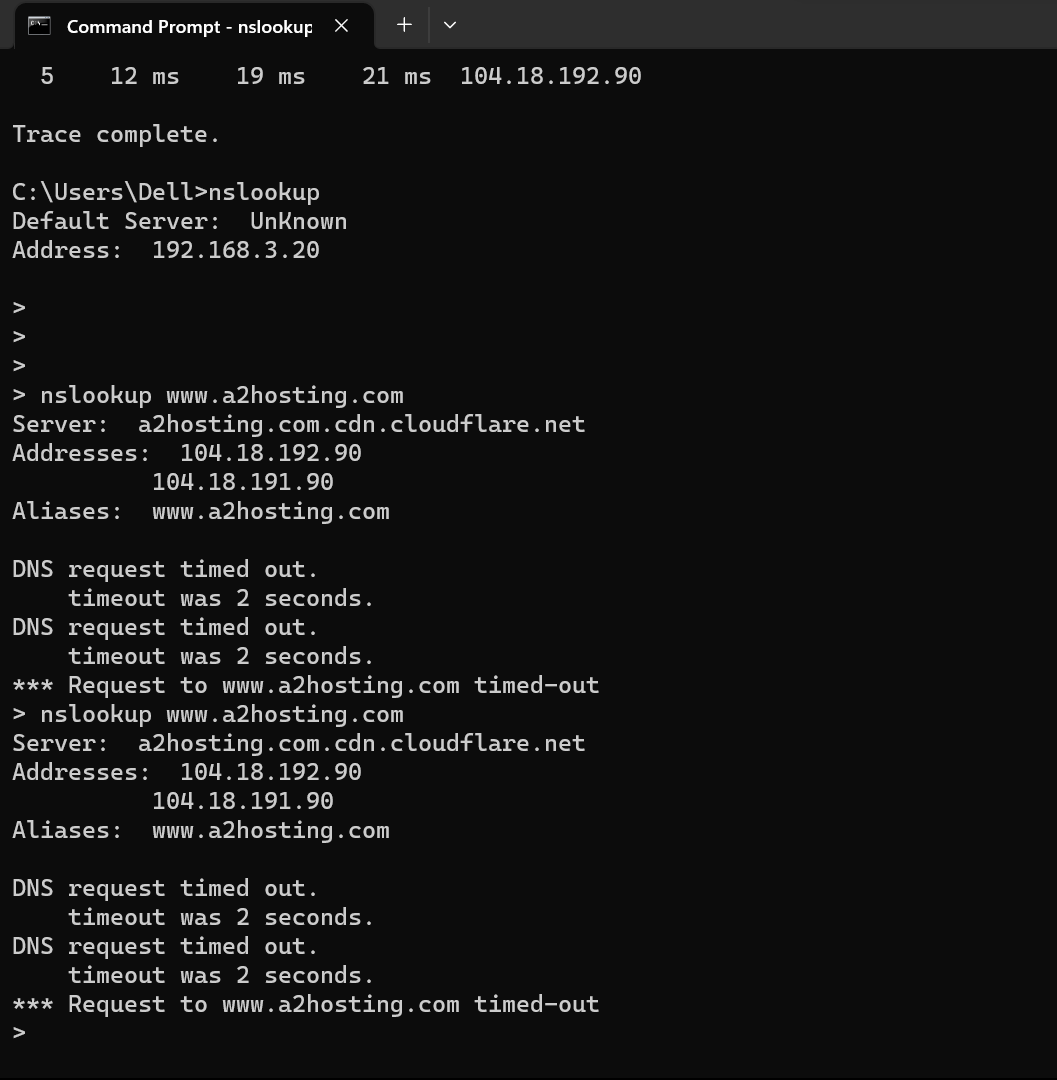 Command Prompt - nslookup
5    12 ms    19 ms    21 ms  104.18.192.90
Trace complete.
C:\Users\Dell>nslookup
Default Server:  UnKnown
Address:  192.168.3.20
>
>
>
> nslookup www.a2hosting.com
Server:  a2hosting.com.cdn.cloudflare.net
Addresses:  104.18.192.90
          104.18.191.90
Aliases:  www.a2hosting.com
DNS request timed out.
    timeout was 2 seconds.
DNS request timed out.
    timeout was 2 seconds.
*** Request to www.a2hosting.com timed-out
> nslookup www.a2hosting.com
Server:  a2hosting.com.cdn.cloudflare.net
Addresses:  104.18.192.90
          104.18.191.90
Aliases:  www.a2hosting.com
DNS request timed out.
    timeout was 2 seconds.
DNS request timed out.
    timeout was 2 seconds.
*** Request to www.a2hosting.com timed-out
>